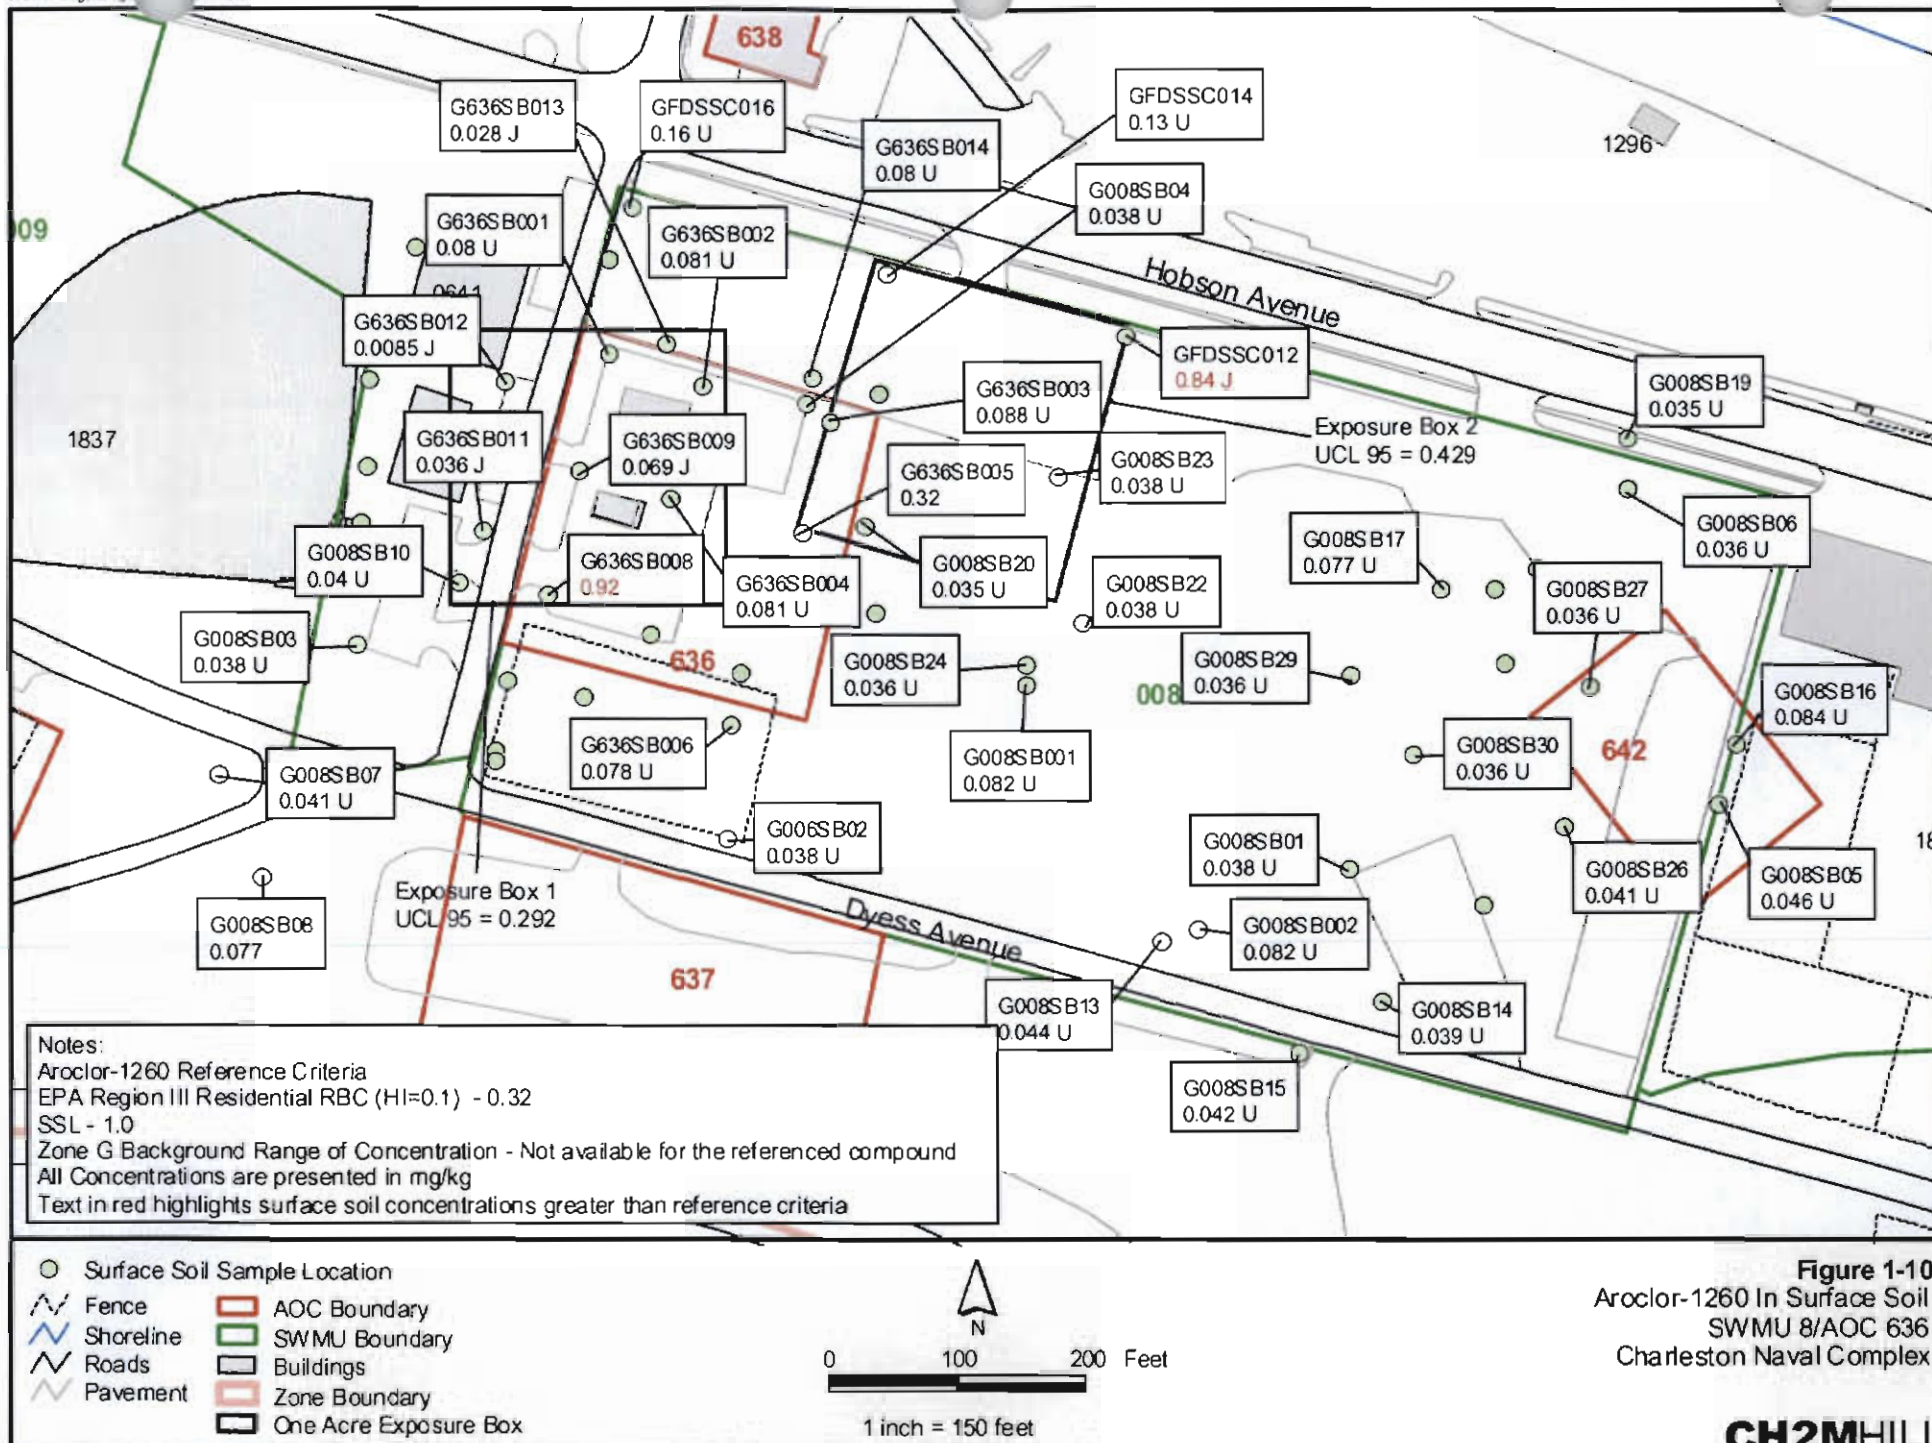 638
G636SB013
0.028 J
GFDSSC016
0.16 U
G636SB014
0.08 U
GFDSSC014
0.13 U
1296
G008SB04
0.038 U
009
G636SB001
0.08 U
G636SB002
0.081 U
Hobson Avenue
G636SB012
0.0085 J
GFDSSC012
0.84 J
G636SB003
0.088 U
G008SB19
0.035 U
Exposure Box 2
UCL 95 = 0.429
1837
G636SB011
0.036 J
G636SB009
0.069 J
G636SB005
0.32
G008SB23
0.038 U
G008SB06
0.036 U
G008SB17
0.077 U
G008SB10
0.04 U
G636SB008
0.92
G636SB004
0.081 U
G008SB20
0.035 U
G008SB22
0.038 U
G008SB27
0.036 U
G008SB03
0.038 U
636
G008SB24
0.036 U
G008SB29
0.036 U
008
G008SB16
0.084 U
G636SB006
0.078 U
G008SB001
0.082 U
G008SB30
0.036 U
642
G008SB07
0.041 U
G006SB02
0.038 U
G008SB01
0.038 U
G008SB26
0.041 U
G008SB05
0.046 U
18
Exposure Box 1
UCL 95 = 0.292
G008SB08
0.077
Dyess Avenue
G008SB002
0.082 U
637
G008SB13
0.044 U
G008SB14
0.039 U
G008SB15
0.042 U
Notes:
Aroclor-1260 Reference Criteria
EPA Region III Residential RBC (HI=0.1) - 0.32
SSL - 1.0
Zone G Background Range of Concentration - Not available for the referenced compound
All Concentrations are presented in mg/kg
Text in red highlights surface soil concentrations greater than reference criteria
Surface Soil Sample Location
Fence
Shoreline
Roads
Pavement
AOC Boundary
SWMU Boundary
Buildings
Zone Boundary
One Acre Exposure Box
N
0 100 200 Feet
1 inch = 150 feet
Figure 1-10
Aroclor-1260 In Surface Soil
SWMU 8/AOC 636
Charleston Naval Complex
CH2MHILL